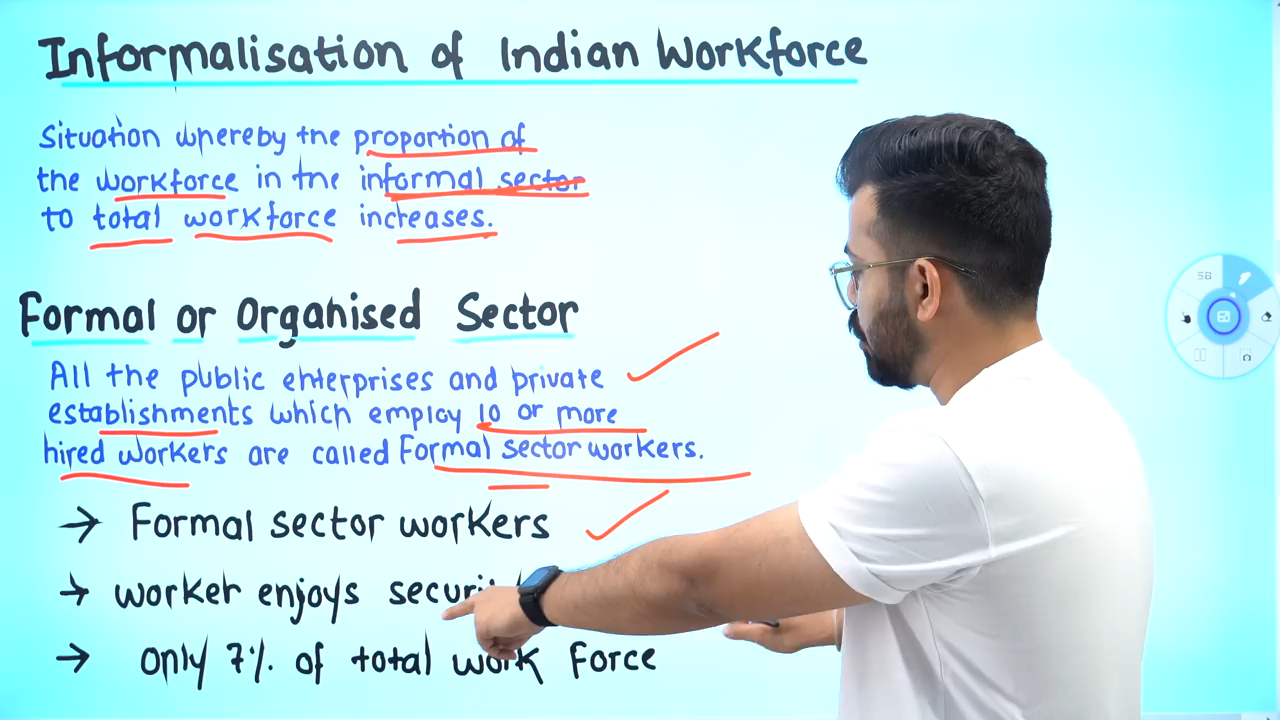 Informalisation of Indian Workforce
Situation whereby the proportion of
the workforce in the informal sector
to total workforce increases.
Formal or Organised Sector
All the public enterprises and private
establishments which employ 10 or more
hired workers are called Formal sector workers.
→ Formal sector workers
→ worker enjoys
→ Only 7% of total work force